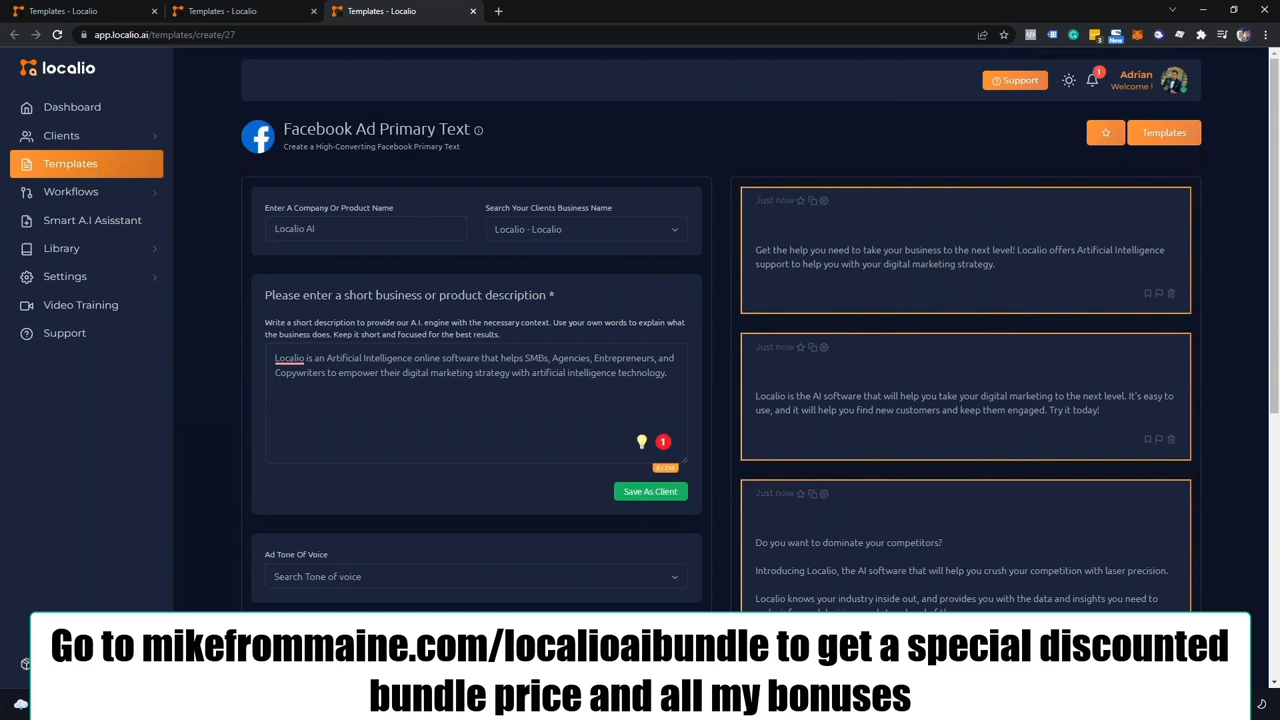 Templates - Localio
Templates - Localio
Templates - Localio
app.localio.ai/templates/create/27
3
New
localio
Dashboard
Clients
Templates
Workflows
Smart A.I Asisstant
Library
Settings
Video Training
Support
Support
1
Adrian
Welcome !
Facebook Ad Primary Text
Create a High-Converting Facebook Primary Text
Templates
Enter A Company Or Product Name
Localio AI
Search Your Clients Business Name
Localio - Localio
Please enter a short business or product description *
Write a short description to provide our A.I. engine with the necessary context. Use your own words to explain what
the business does. Keep it short and focused for the best results.
Localio is an Artificial Intelligence online software that helps SMBs, Agencies, Entrepreneurs, and
Copywriters to empower their digital marketing strategy with artificial intelligence technology.
1
Save As Client
Ad Tone Of Voice
Search Tone of voice
Just now
Get the help you need to take your business to the next level! Localio offers Artificial Intelligence
support to help you with your digital marketing strategy.
Just now
Localio is the AI software that will help you take your digital marketing to the next level. It's easy to
use, and it will help you find new customers and keep them engaged. Try it today!
Just now
Do you want to dominate your competitors?
Introducing Localio, the AI software that will help you crush your competition with laser precision.
Localio knows your industry inside out, and provides you with the data and insights you need to
Go to mikefrommaine.com/localioaibundle to get a special discounted
bundle price and all my bonuses